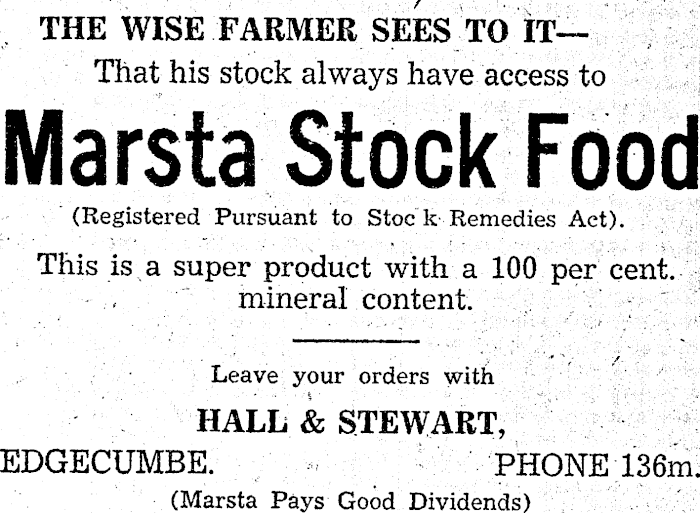 THE WISE FARMER SEES TO IT—
That his stock always have access to
Marsta Stock Food
(Registered Pursuant to Stock Remedies Act).
This is a super product with a 100 per cent.
mineral content.
Leave your orders with
HALL & STEWART,
EDGECUMBE. PHONE 136m.
(Marsta Pays Good Dividends)